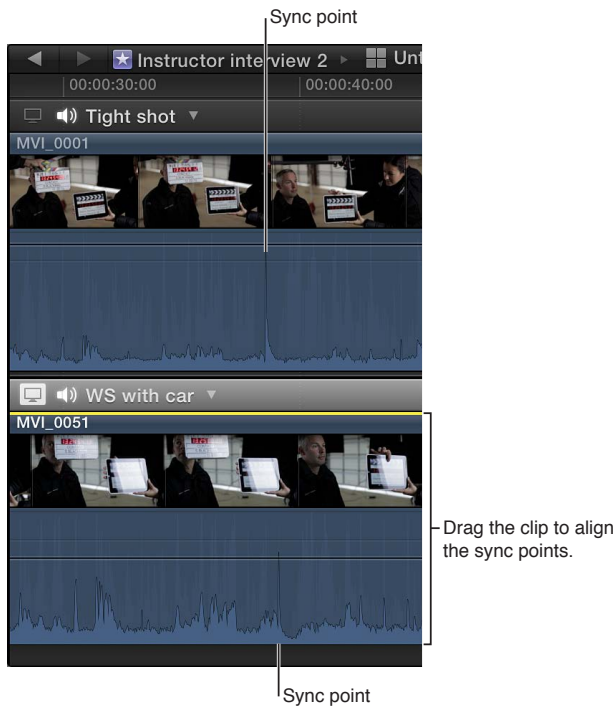 Sync point
Instructor interview 2
Unt
00:00:30:00
00:00:40:00
Tight shot
MVI_0001
WS with car
MVI_0051
Drag the clip to align
the sync points.
Sync point